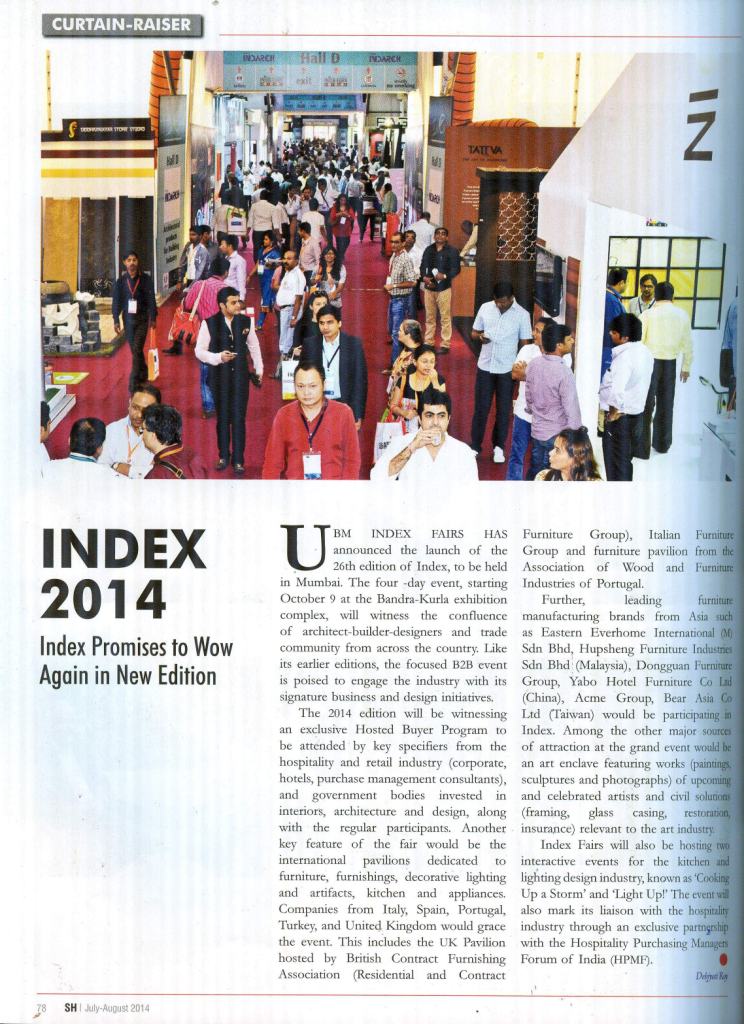 CURTAIN-RAISER
Hall D
exit
Hall D
TATTVA
INDEX
2014
Index Promises to Wow
Again in New Edition
UBM INDEX FAIRS HAS
announced the launch of the
26th edition of Index, to be held
in Mumbai. The four -day event, starting
October 9 at the Bandra-Kurla exhibition
complex, will witness the confluence
of architect-builder-designers and trade
community from across the country. Like
its earlier editions, the focused B2B event
is poised to engage the industry with its
signature business and design initiatives.
The 2014 edition will be witnessing
an exclusive Hosted Buyer Program to
be attended by key specifiers from the
hospitality and retail industry (corporate,
hotels, purchase management consultants),
and government bodies invested in
interiors, architecture and design, along
with the regular participants. Another
key feature of the fair would be the
international pavilions dedicated to
furniture, furnishings, decorative lighting
and artifacts, kitchen and appliances.
Companies from Italy, Spain, Portugal,
Turkey, and United Kingdom would grace
the event. This includes the UK Pavilion
hosted by British Contract Furnishing
Association (Residential and Contract
Furniture Group), Italian Furniture
Group and furniture pavilion from the
Association of Wood and Furniture
Industries of Portugal.
Further, leading furniture
manufacturing brands from Asia such
as Eastern Everhome International (M)
Sdn Bhd, Hupsheng Furniture Industries
Sdn Bhd (Malaysia), Dongguan Furniture
Group, Yabo Hotel Furniture Co Ltd
(China), Acme Group, Bear Asia Co
Ltd (Taiwan) would be participating in
Index. Among the other major sources
of attraction at the grand event would be
an art enclave featuring works (paintings,
sculptures and photographs) of upcoming
and celebrated artists and civil solutions
(framing, glass casing, restoration,
insurance) relevant to the art industry.
Index Fairs will also be hosting two
interactive events for the kitchen and
lighting design industry, known as 'Cooking
Up a Storm' and 'Light Up!' The event will
also mark its liaison with the hospitality
industry through an exclusive partnership
with the Hospitality Purchasing Managers
Forum of India (HPMF).
Debjyoti Roy
78 SH | July-August 2014